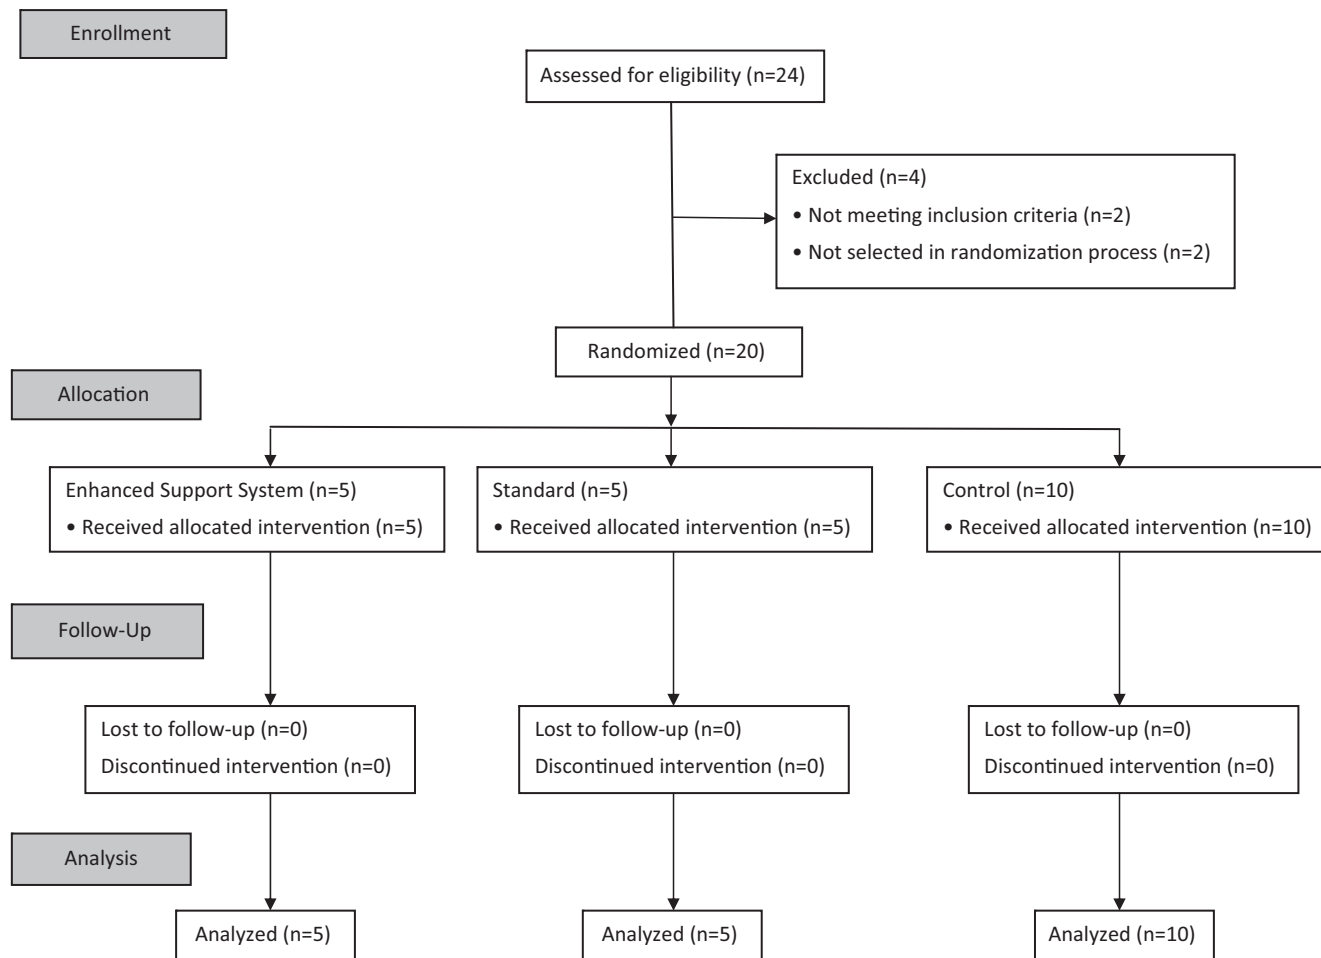 Enrollment
Assessed for eligibility (n=24)
Excluded (n=4)
• Not meeting inclusion criteria (n=2)
• Not selected in randomization process (n=2)
Randomized (n=20)
Allocation
Enhanced Support System (n=5)
• Received allocated intervention (n=5)
Standard (n=5)
• Received allocated intervention (n=5)
Control (n=10)
• Received allocated intervention (n=10)
Follow-Up
Lost to follow-up (n=0)
Discontinued intervention (n=0)
Lost to follow-up (n=0)
Discontinued intervention (n=0)
Lost to follow-up (n=0)
Discontinued intervention (n=0)
Analysis
Analyzed (n=5)
Analyzed (n=5)
Analyzed (n=10)